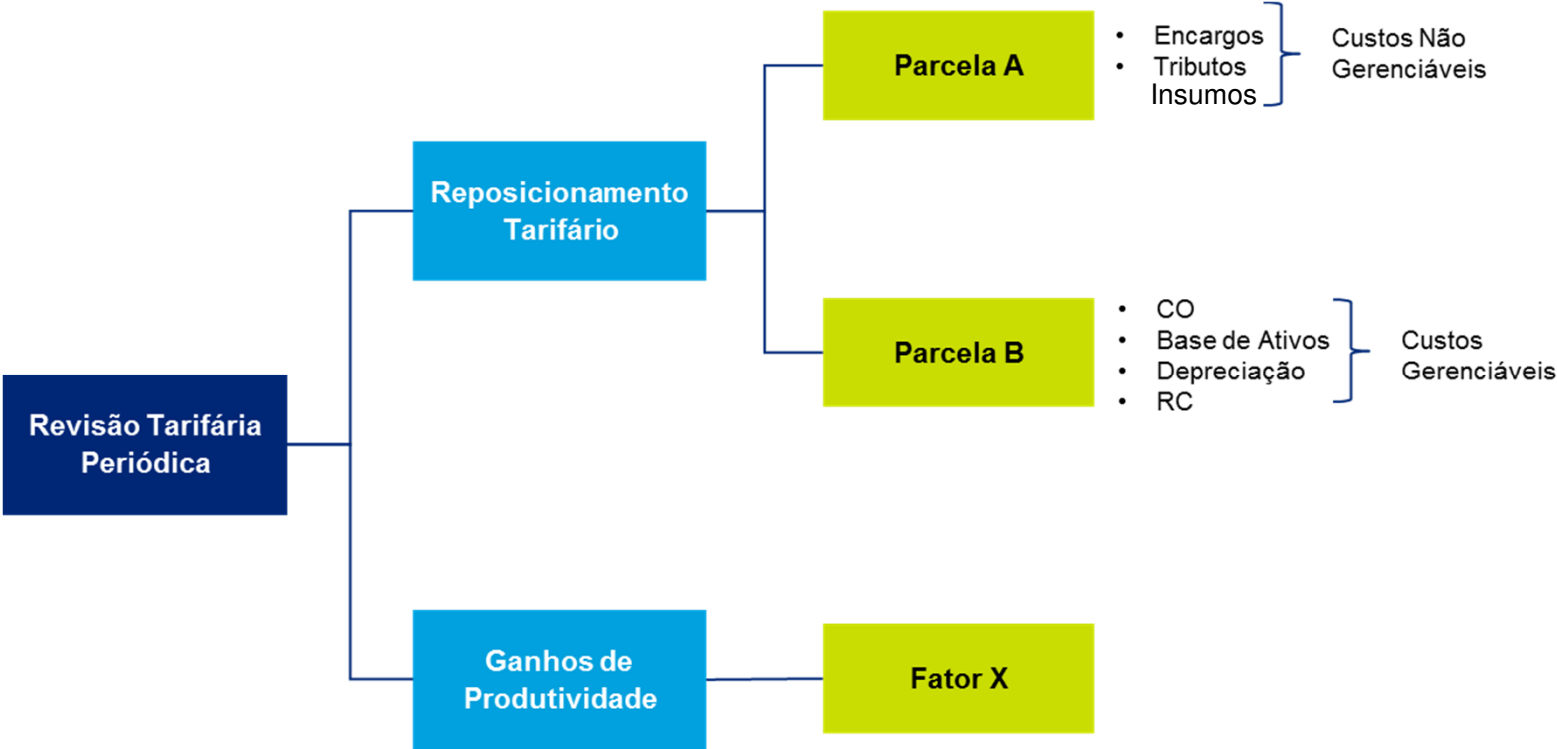 Parcela A
• Encargos
• Tributos
Insumos
Custos Não
Gerenciáveis
Reposicionamento
Tarifário
Parcela B
• CO
• Base de Ativos
• Depreciação
• RC
Custos
Gerenciáveis
Revisão Tarifária
Periódica
Ganhos de
Produtividade
Fator X